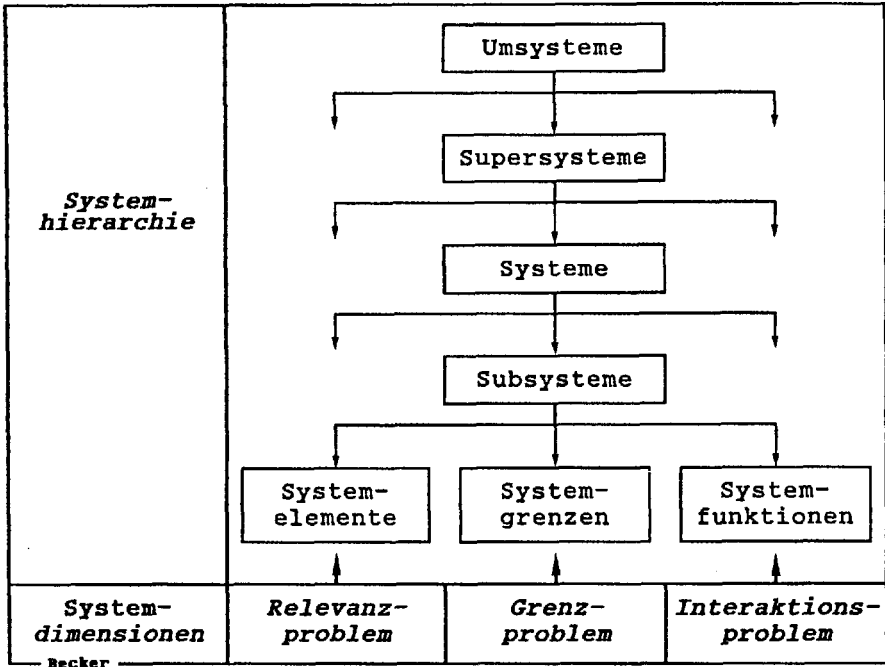 Umsysteme
Supersysteme
System-
hierarchie
Systeme
Subsysteme
System-
elemente
System-
grenzen
System-
funktionen
System-
dimensionen
Relevanz-
problem
Grenz-
problem
Interaktions-
problem
Becker